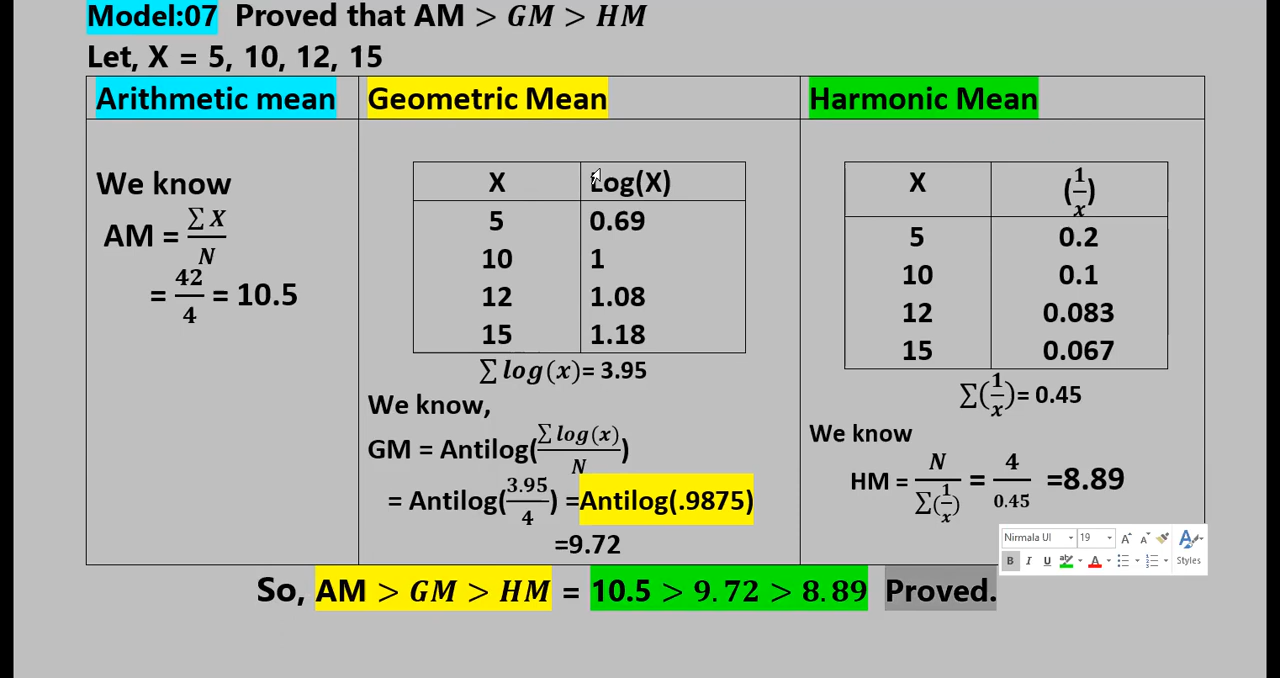 Model:07 Proved that AM > GM > HM
Let, X = 5, 10, 12, 15
Arithmetic mean
We know
AM = ∑ X / N
= 42 / 4 = 10.5
Geometric Mean
X Log(X)
5 0.69
10 1
12 1.08
15 1.18
∑ log(x)= 3.95
We know,
GM = Antilog(∑ log(x) / N)
= Antilog(3.95 / 4) =Antilog(.9875)
=9.72
Harmonic Mean
X (1/x)
5 0.2
10 0.1
12 0.083
15 0.067
∑(1/x)= 0.45
We know
HM = N / ∑(1/x) = 4 / 0.45 =8.89
Nirmala UI 19 A A A
B I U ab A Styles
So, AM > GM > HM = 10.5 > 9.72 > 8.89 Proved.